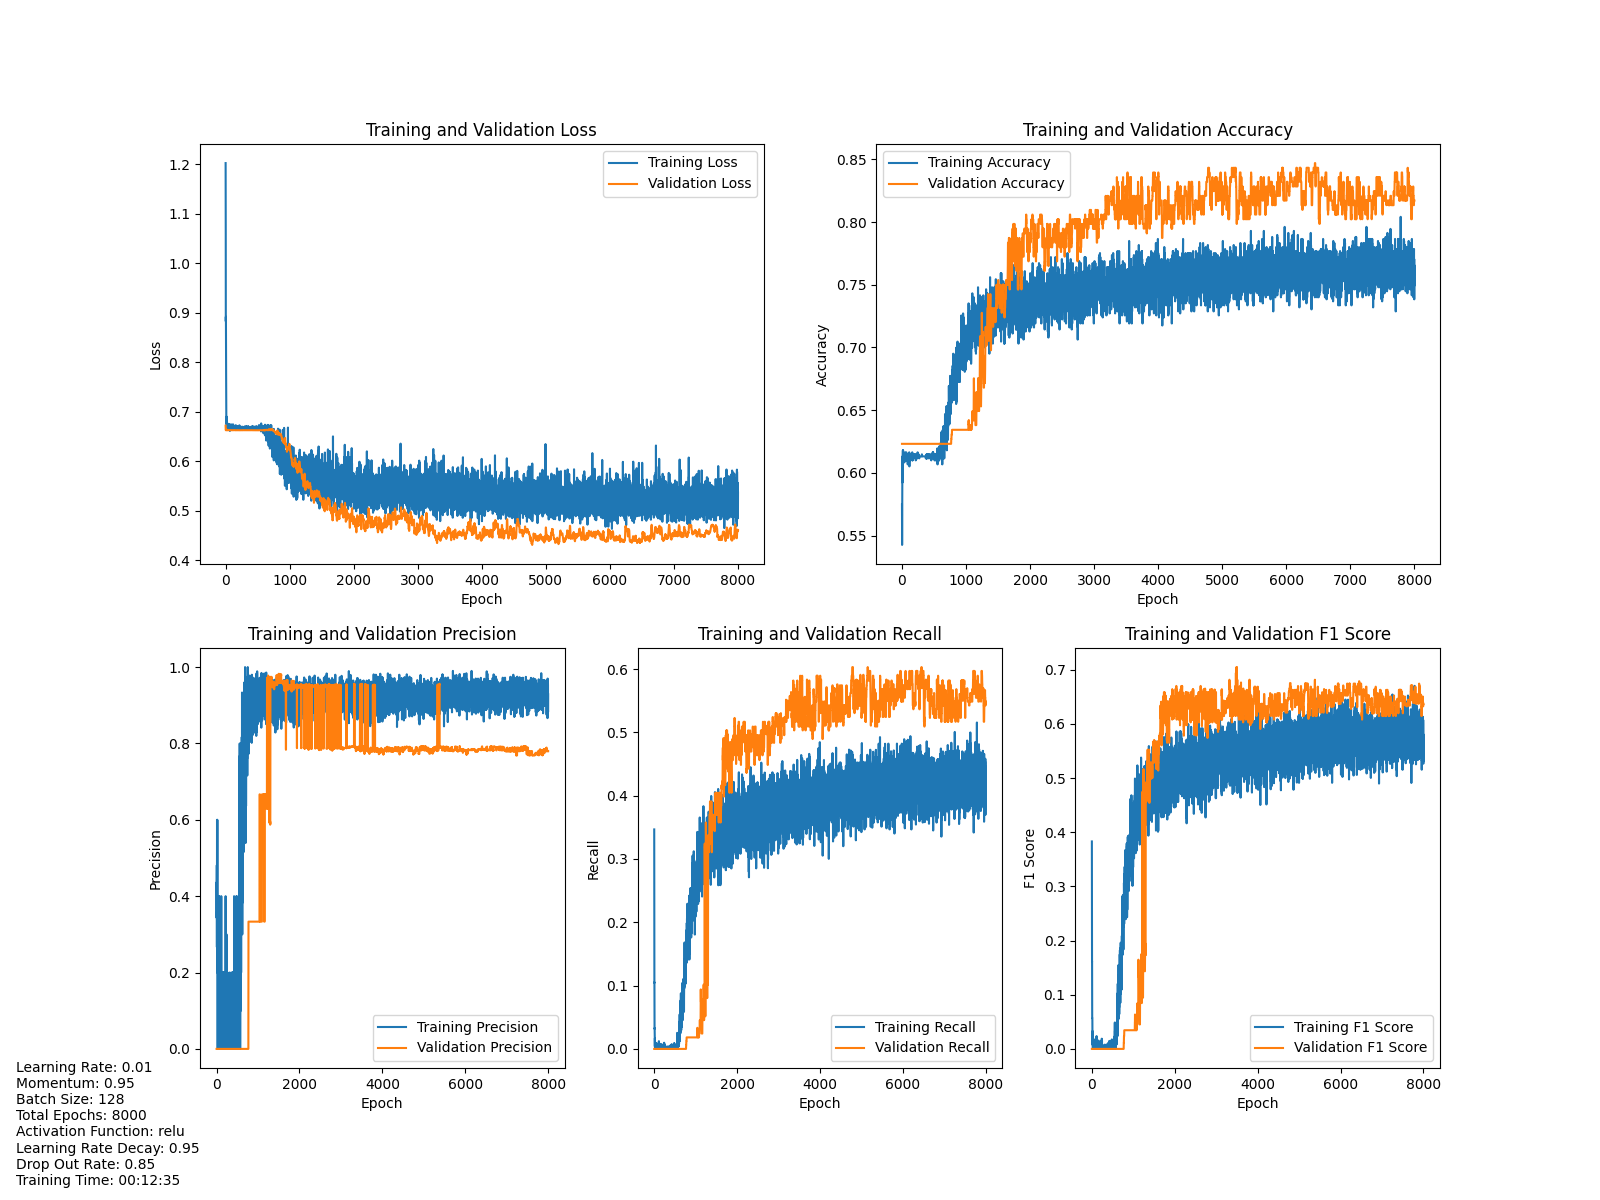 Training and Validation Loss
1.2
1.1
1.0
0.9
0.8
0.7
0.6
0.5
0.4
Loss
Training Loss
Validation Loss
0 1000 2000 3000 4000 5000 6000 7000 8000
Epoch
Training and Validation Accuracy
0.85
0.80
0.75
0.70
0.65
0.60
0.55
Accuracy
Training Accuracy
Validation Accuracy
0 1000 2000 3000 4000 5000 6000 7000 8000
Epoch
Training and Validation Precision
1.0
0.8
0.6
0.4
0.2
0.0
Precision
Training Precision
Validation Precision
0 2000 4000 6000 8000
Epoch
Training and Validation Recall
0.6
0.5
0.4
0.3
0.2
0.1
0.0
Recall
Training Recall
Validation Recall
0 2000 4000 6000 8000
Epoch
Training and Validation F1 Score
0.7
0.6
0.5
0.4
0.3
0.2
0.1
0.0
F1 Score
Training F1 Score
Validation F1 Score
0 2000 4000 6000 8000
Epoch
Learning Rate: 0.01
Momentum: 0.95
Batch Size: 128
Total Epochs: 8000
Activation Function: relu
Learning Rate Decay: 0.95
Drop Out Rate: 0.85
Training Time: 00:12:35